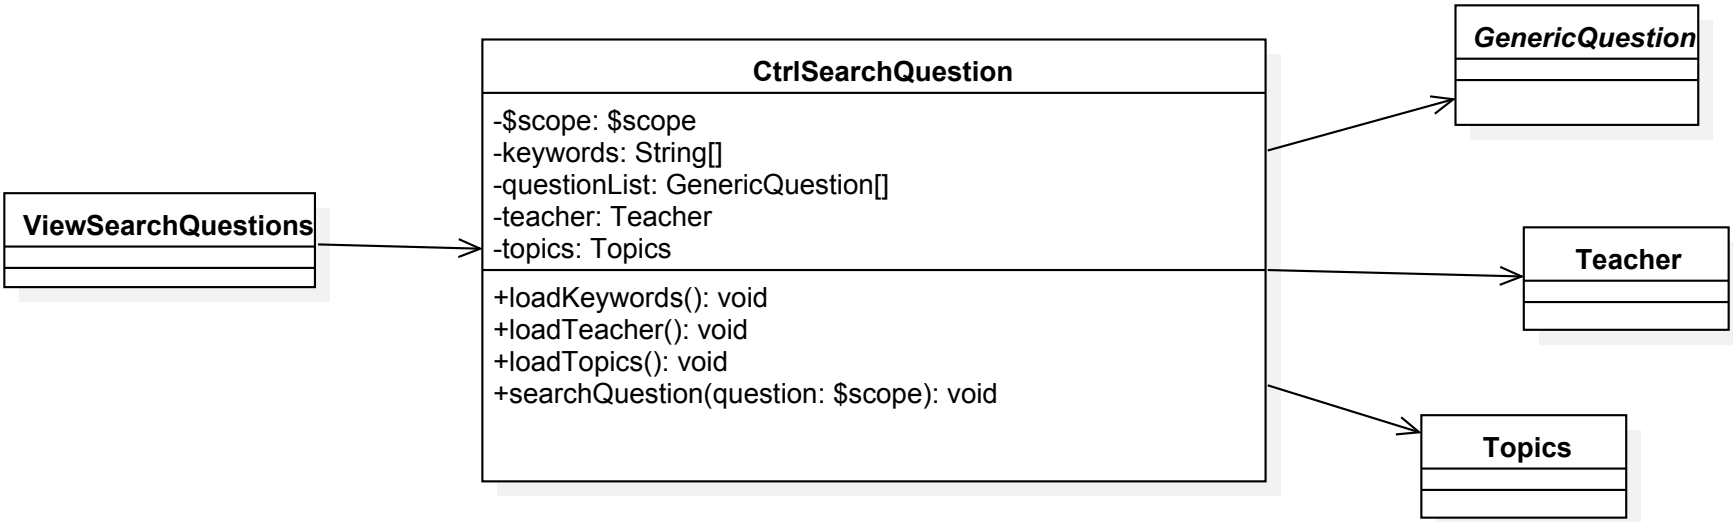 ViewSearchQuestions
CtrlSearchQuestion
-$scope: $scope
-keywords: String[]
-questionList: GenericQuestion[]
-teacher: Teacher
-topics: Topics
+loadKeywords(): void
+loadTeacher(): void
+loadTopics(): void
+searchQuestion(question: $scope): void
GenericQuestion
Teacher
Topics